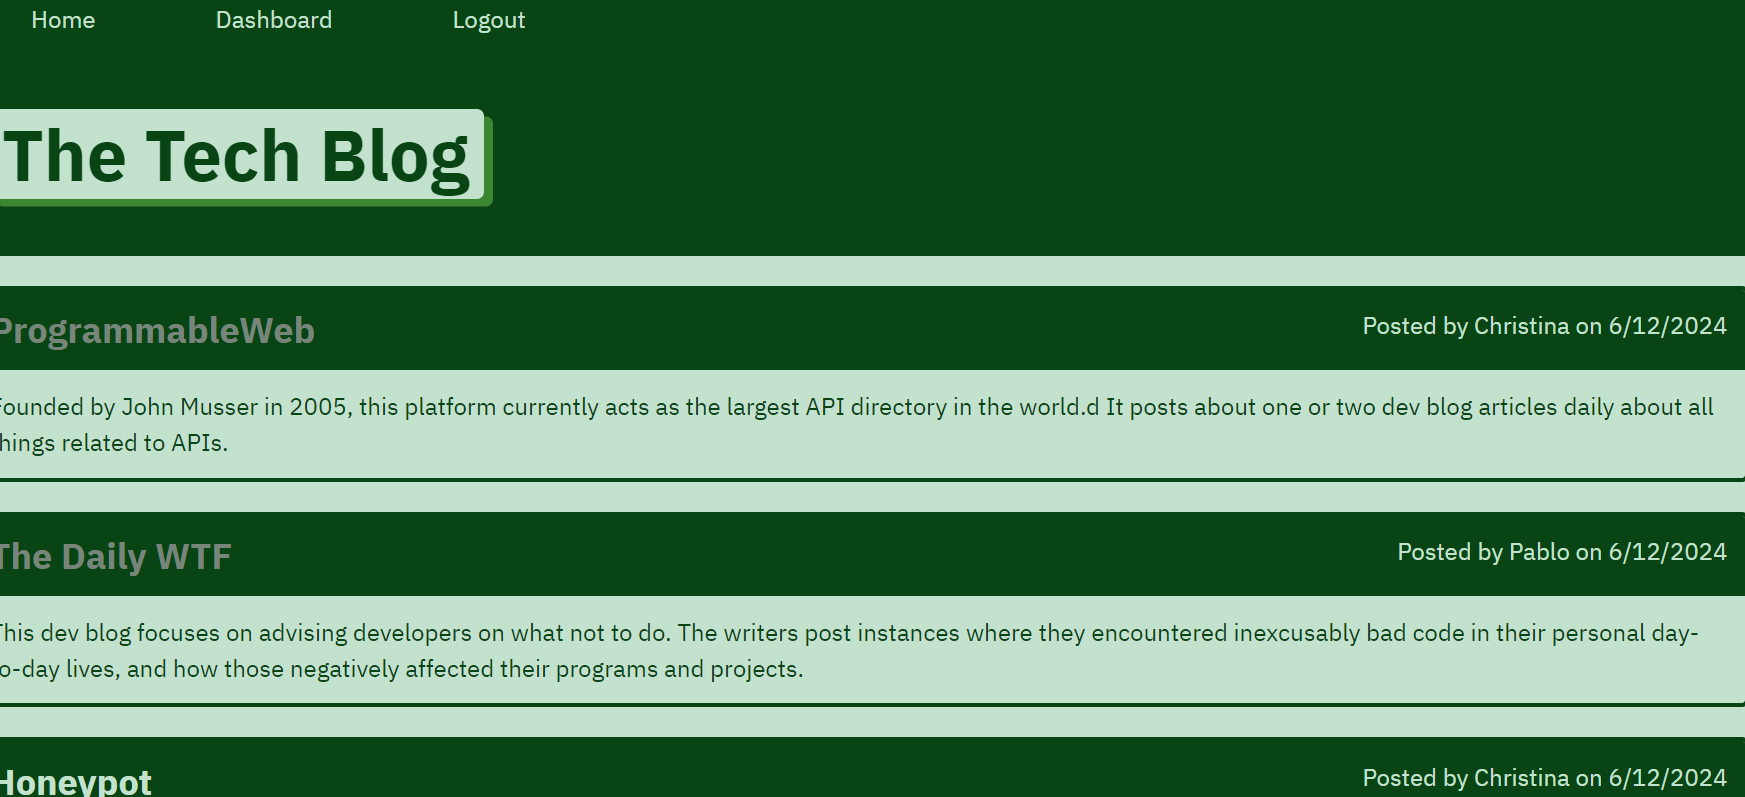 Home Dashboard Logout
The Tech Blog
ProgrammableWeb Posted by Christina on 6/12/2024
Founded by John Musser in 2005, this platform currently acts as the largest API directory in the world.d It posts about one or two dev blog articles daily about all
things related to APIs.
The Daily WTF Posted by Pablo on 6/12/2024
This dev blog focuses on advising developers on what not to do. The writers post instances where they encountered inexcusably bad code in their personal day-
to-day lives, and how those negatively affected their programs and projects.
Honeypot Posted by Christina on 6/12/2024